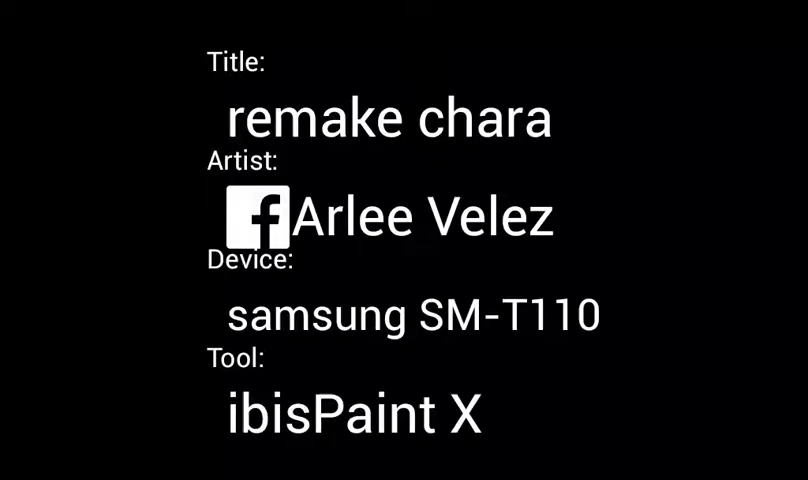 Title:
remake chara
Artist:
Arlee Velez
Device:
samsung SM-T110
Tool:
ibisPaint X